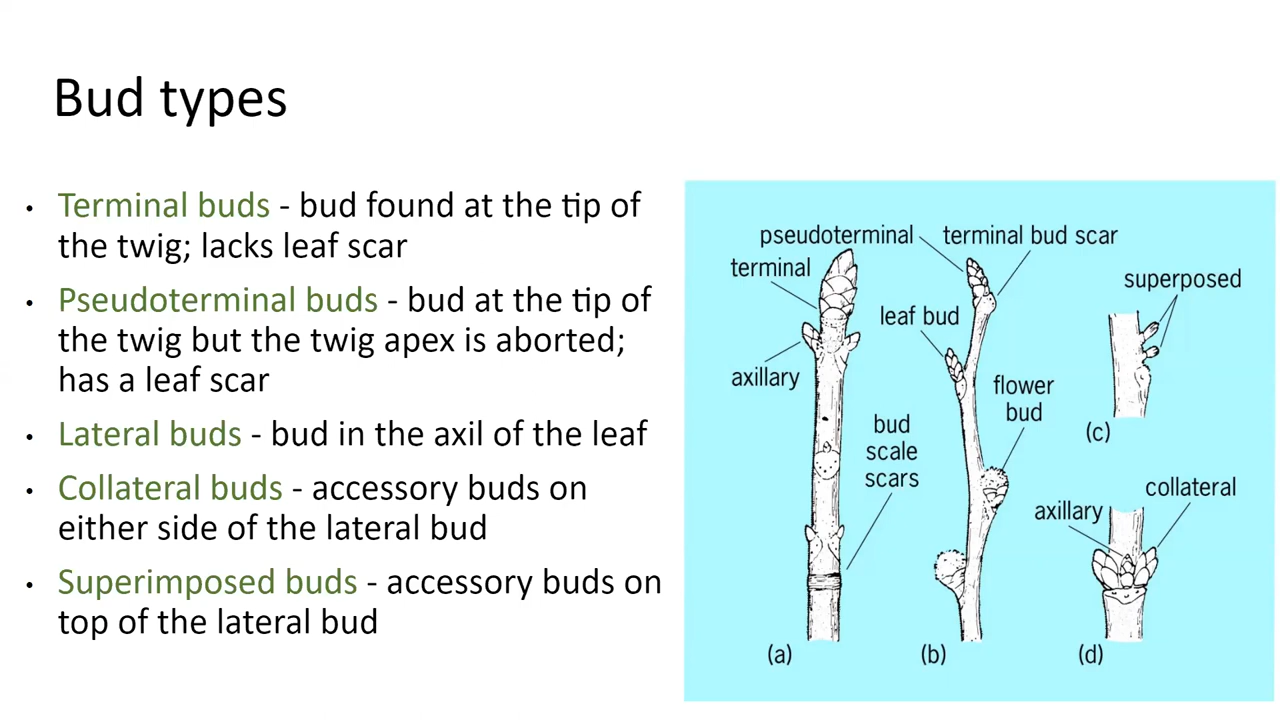 Bud types
• Terminal buds - bud found at the tip of
the twig; lacks leaf scar
• Pseudoterminal buds - bud at the tip of
the twig but the twig apex is aborted;
has a leaf scar
• Lateral buds - bud in the axil of the leaf
• Collateral buds - accessory buds on
either side of the lateral bud
• Superimposed buds - accessory buds on
top of the lateral bud
pseudoterminal
terminal bud scar
terminal
superposed
leaf bud
axillary
flower
bud
bud
scale
scars
(c)
collateral
axillary
(a)
(b)
(d)